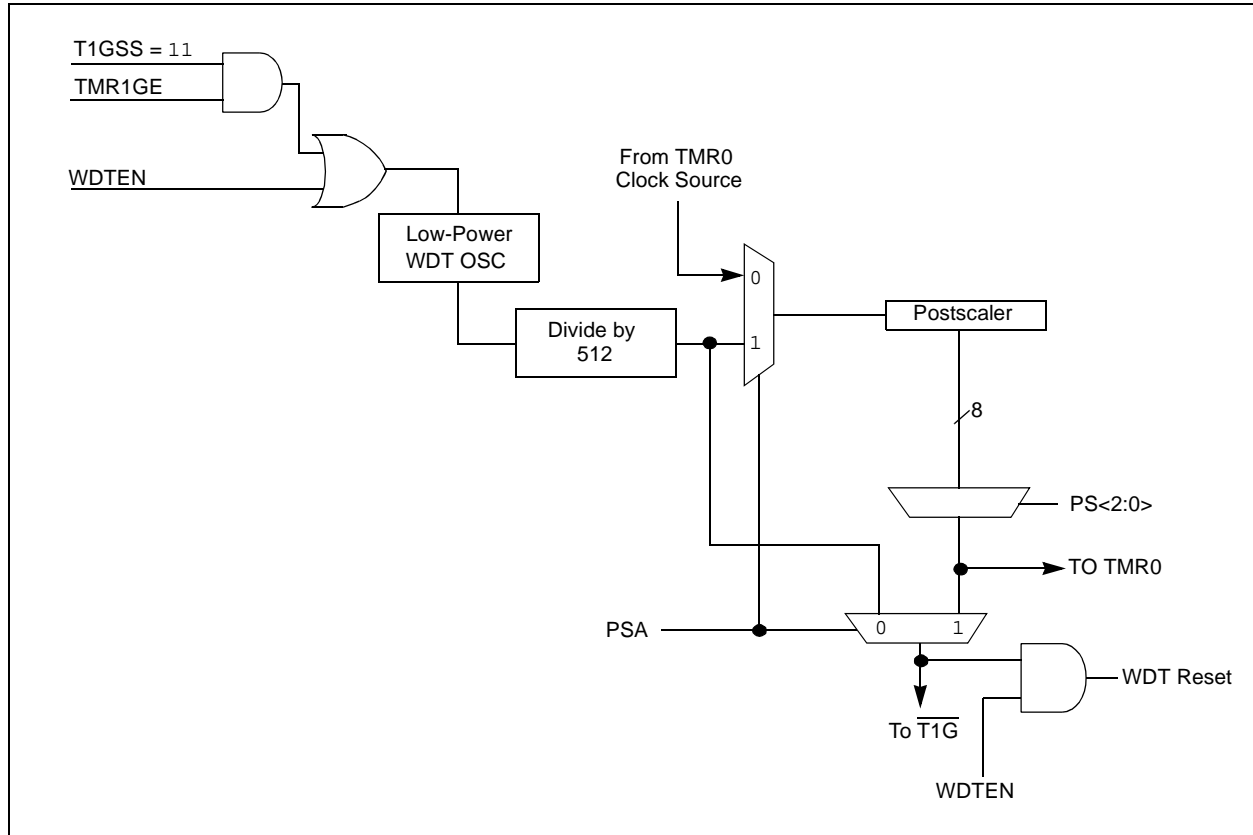 T1GSS = 11
TMR1GE
WDTEN
From TMR0
Clock Source
Low-Power
WDT OSC
0
Divide by
512
1
Postscaler
8
PS<2:0>
TO TMR0
PSA
0
1
WDT Reset
To T1G
WDTEN